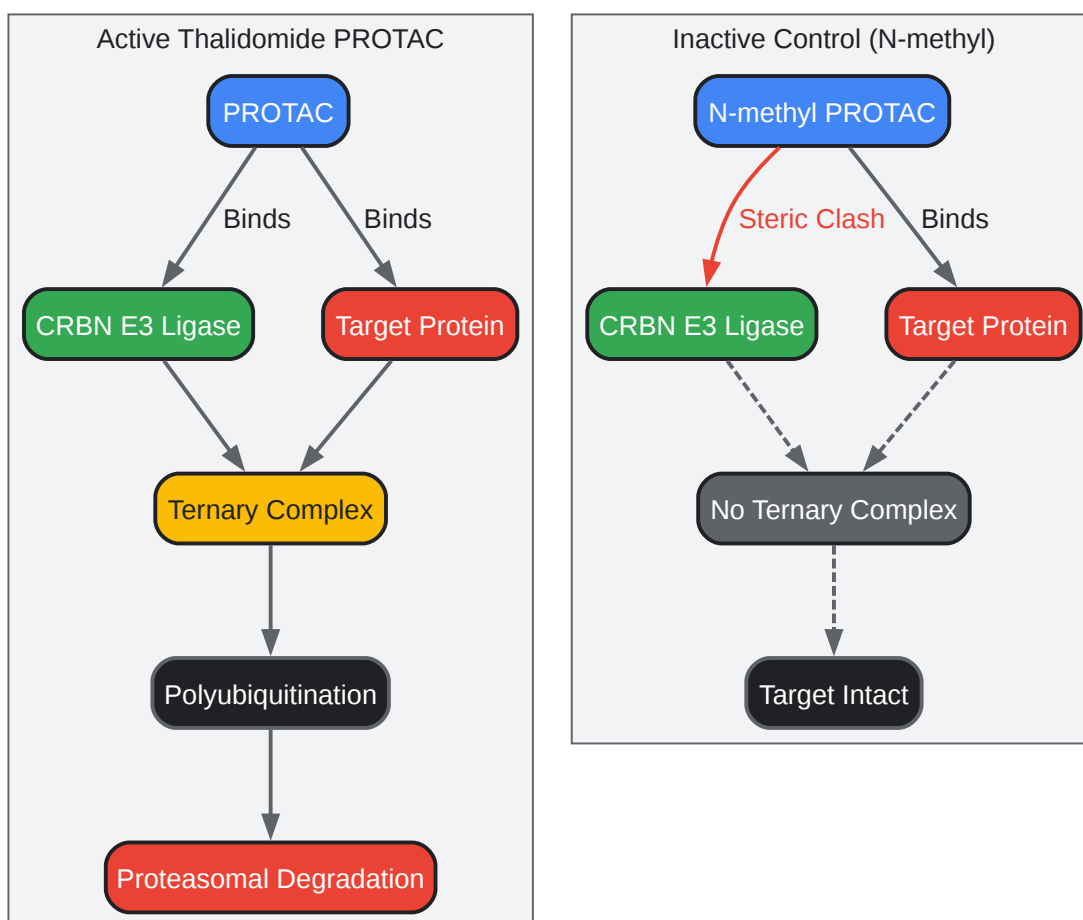 Active Thalidomide PROTAC
PROTAC
Binds
Binds
CRBN E3 Ligase
Target Protein
Ternary Complex
Polyubiquitination
Proteasomal Degradation
Inactive Control (N-methyl)
N-methyl PROTAC
Steric Clash
Binds
CRBN E3 Ligase
Target Protein
No Ternary Complex
Target Intact